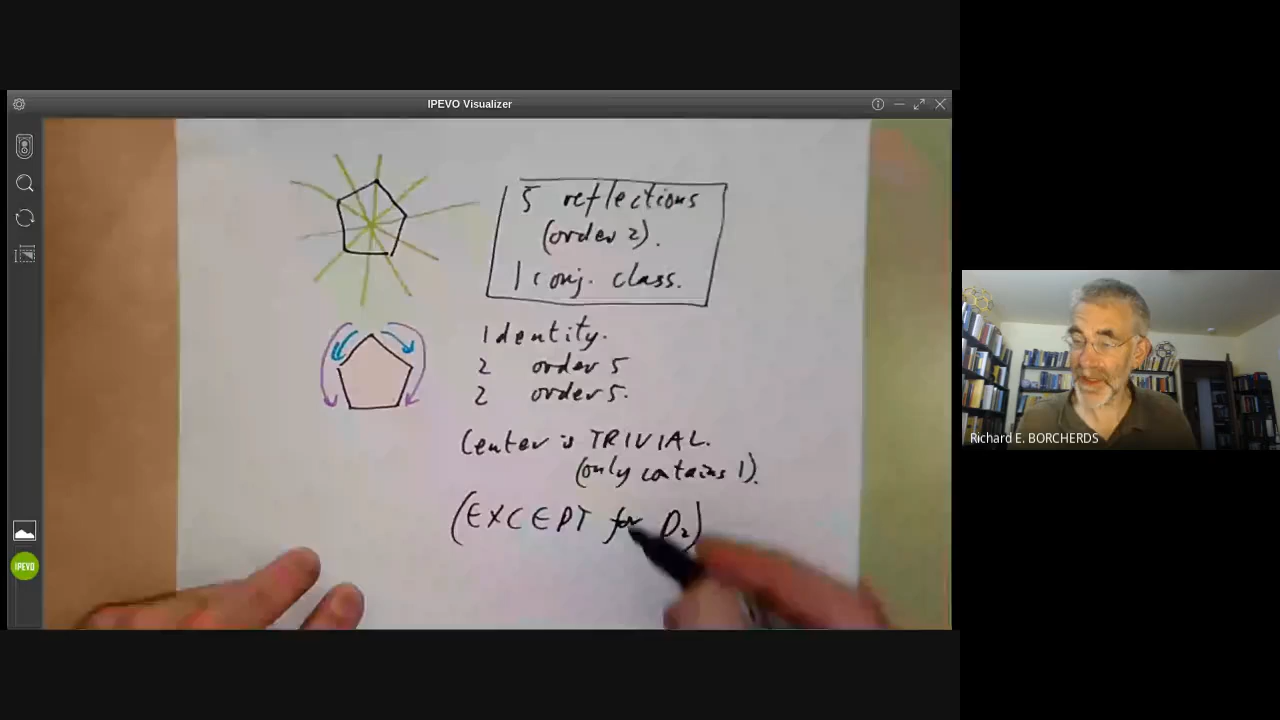 IPEVO Visualizer
5 reflections
(order 2).
1 conj. class.
Identity.
2 order 5
2 order 5.
Center is TRIVIAL.
(only contains 1).
(EXCEPT for D₂)
IPEVO
Richard E. BORCHERDS